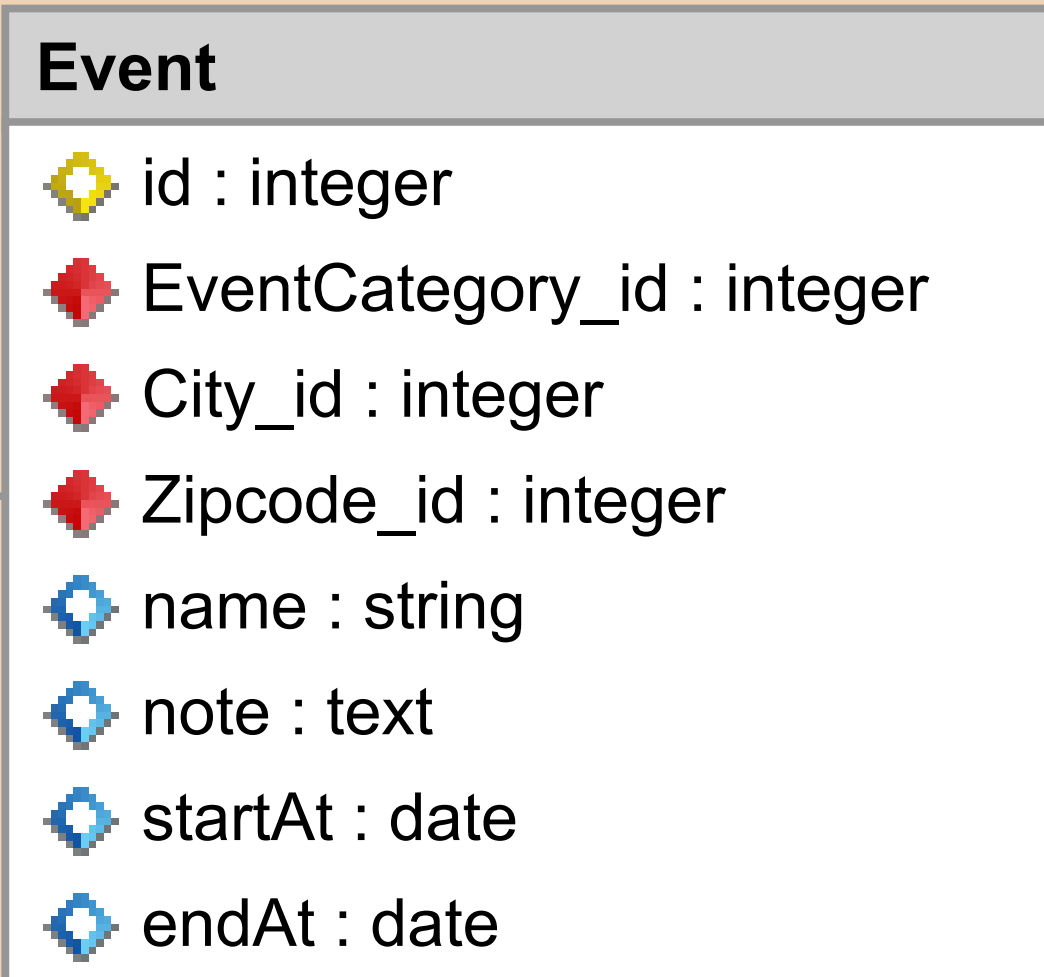 Event
id : integer
EventCategory_id : integer
City_id : integer
Zipcode_id : integer
name : string
note : text
startAt : date
endAt : date